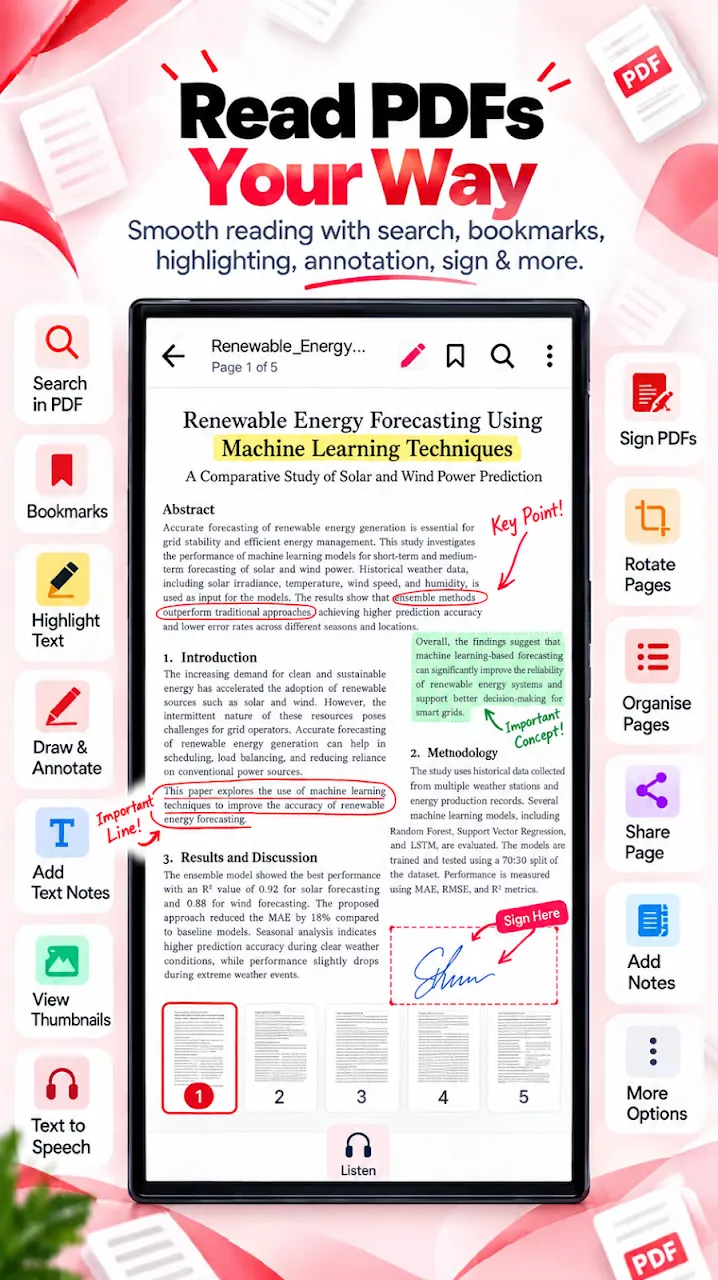 PDF
Read PDFs
Your Way
Smooth reading with search, bookmarks,
highlighting, annotation, sign & more.
Search
in PDF
Bookmarks
Highlight
Text
Draw &
Annotate
Add
Text Notes
View
Thumbnails
Text to
Speech
Renewable_Energy...
Page 1 of 5
Renewable Energy Forecasting Using
Machine Learning Techniques
A Comparative Study of Solar and Wind Power Prediction
Abstract
Accurate forecasting of renewable energy generation is essential for
grid stability and efficient energy management. This study investigates
the performance of machine learning models for short-term and medium-
term forecasting of solar and wind power. Historical weather data,
including solar irradiance, temperature, wind speed, and humidity, is
used as input for the models. The results show that ensemble methods
outperform traditional approaches, achieving higher prediction accuracy
and lower error rates across different seasons and locations.
Key Point!
1. Introduction
The increasing demand for clean and sustainable
energy has accelerated the adoption of renewable
sources such as solar and wind. However, the
intermittent nature of these resources poses
challenges for grid operators. Accurate forecasting
of renewable energy generation can help in
scheduling, load balancing, and reducing reliance
on conventional power sources.
This paper explores the use of machine learning
techniques to improve the accuracy of renewable
energy forecasting.
Important
Line!
3. Results and Discussion
The ensemble model showed the best performance
with an R² value of 0.92 for solar forecasting
and 0.88 for wind forecasting. The proposed
approach reduced the MAE by 18% compared
to baseline models. Seasonal analysis indicates
higher prediction accuracy during clear weather
conditions, while performance slightly drops
during extreme weather events.
Overall, the findings suggest that
machine learning-based forecasting
can significantly improve the reliability
of renewable energy systems and
support better decision-making for
smart grids.
Important
Concept!
2. Methodology
The study uses historical data collected
from multiple weather stations and
energy production records. Several
machine learning models, including
Random Forest, Support Vector Regression,
and LSTM, are evaluated. The models are
trained and tested using a 70:30 split of
the dataset. Performance is measured
using MAE, RMSE, and R² metrics.
Sign Here
1
2
3
4
5
Listen
Sign PDFs
Rotate
Pages
Organise
Pages
Share
Page
Add
Notes
More
Options
PDF